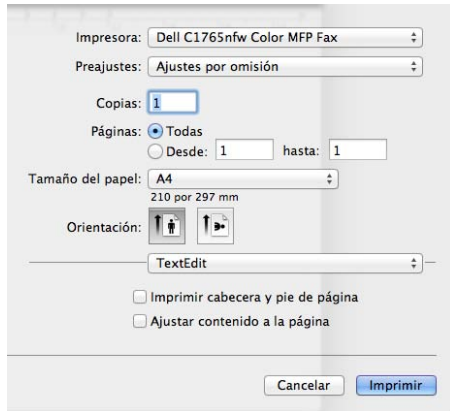 Impresora: Dell C1765nfw Color MFP Fax
Preajustes: Ajustes por omisión
Copias: 1
Páginas: Todas
Desde: 1 hasta: 1
Tamaño del papel: A4
210 por 297 mm
Orientación:
TextEdit
Imprimir cabecera y pie de página
Ajustar contenido a la página
Cancelar Imprimir